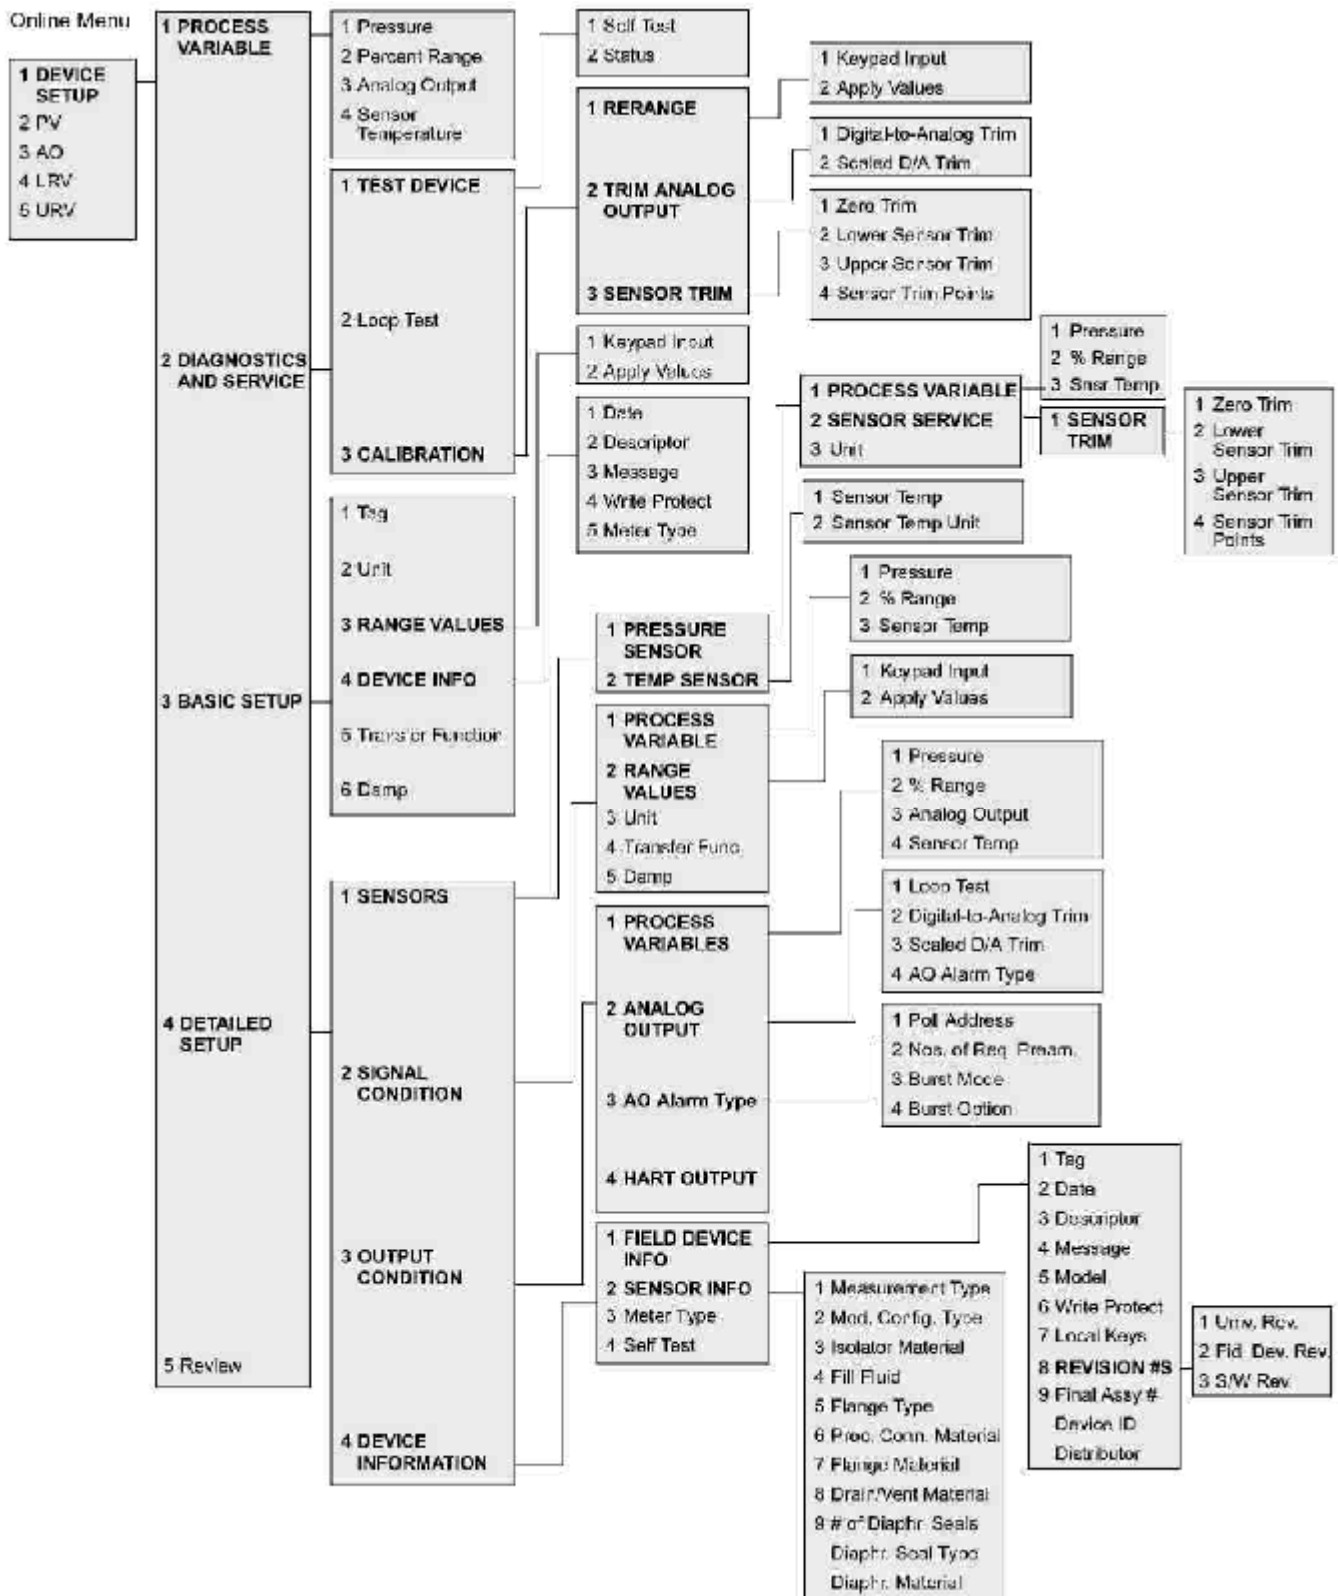 Online Menu
1 DEVICE
SETUP
2 PV
3 AO
4 LRV
5 URV
1 PROCESS
VARIABLE
2 DIAGNOSTICS
AND SERVICE
3 BASIC SETUP
4 DETAILED
SETUP
5 Review
1 Pressure
2 Percent Range
3 Analog Output
4 Sensor
Temperature
1 TEST DEVICE
2 Loop Test
3 CALIBRATION
1 Tag
2 Unit
3 RANGE VALUES
4 DEVICE INFO
5 Transfer Function
6 Damp
1 SENSORS
2 SIGNAL
CONDITION
3 OUTPUT
CONDITION
4 DEVICE
INFORMATION
1 Self Test
2 Status
1 RERANGE
2 TRIM ANALOG
OUTPUT
3 SENSOR TRIM
1 Keypad Input
2 Apply Values
1 Date
2 Descriptor
3 Message
4 Write Protect
5 Meter Type
1 PRESSURE
SENSOR
2 TEMP SENSOR
1 PROCESS
VARIABLE
2 RANGE
VALUES
3 Unit
4 Transfer Func.
5 Damp
1 PROCESS
VARIABLES
2 ANALOG
OUTPUT
3 AO Alarm Type
4 HART OUTPUT
1 FIELD DEVICE
INFO
2 SENSOR INFO
3 Meter Type
4 Self Test
1 Keypad Input
2 Apply Values
1 Digital-to-Analog Trim
2 Scaled D/A Trim
1 Zero Trim
2 Lower Sensor Trim
3 Upper Sensor Trim
4 Sensor Trim Points
1 PROCESS VARIABLE
2 SENSOR SERVICE
3 Unit
1 Sensor Temp
2 Sensor Temp Unit
1 Pressure
2 % Range
3 Sensor Temp
1 Keypad Input
2 Apply Values
1 Pressure
2 % Range
3 Analog Output
4 Sensor Temp
1 Loop Test
2 Digital-to-Analog Trim
3 Scaled D/A Trim
4 AO Alarm Type
1 Poll Address
2 Nos. of Req. Pream.
3 Burst Mode
4 Burst Option
1 Measurement Type
2 Mod. Config. Type
3 Isolator Material
4 Fill Fluid
5 Flange Type
6 Proc. Conn. Material
7 Flange Material
8 Drain/Vent Material
9 # of Diaphr. Seals
Diaphr. Seal Type
Diaphr. Material
1 Pressure
2 % Range
3 Snsr Temp.
1 SENSOR
TRIM
1 Zero Trim
2 Lower
Sensor Trim
3 Upper
Sensor Trim
4 Sensor Trim
Points
1 Tag
2 Date
3 Descriptor
4 Message
5 Model
6 Write Protect
7 Local Keys
8 REVISION #S
9 Final Assy #
Device ID
Distributor
1 Univ. Rev.
2 Fld. Dev. Rev.
3 S/W Rev.